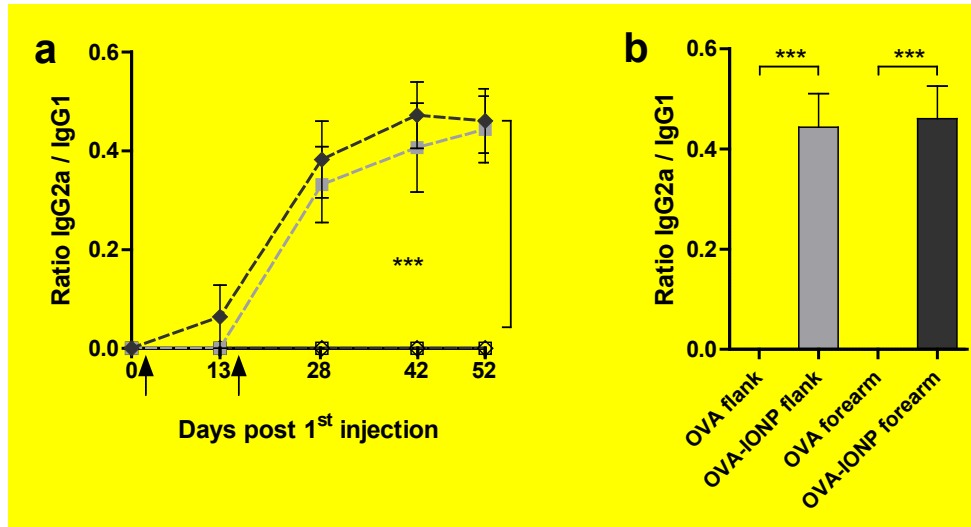 a
Ratio IgG2a / IgG1
0.6
0.4
0.2
0.0
***
0 13 28 42 52
Days post 1st injection
b
Ratio IgG2a / IgG1
0.6
0.4
0.2
0.0
*** ***
OVA flank
OVA-IONP flank
OVA forearm
OVA-IONP forearm